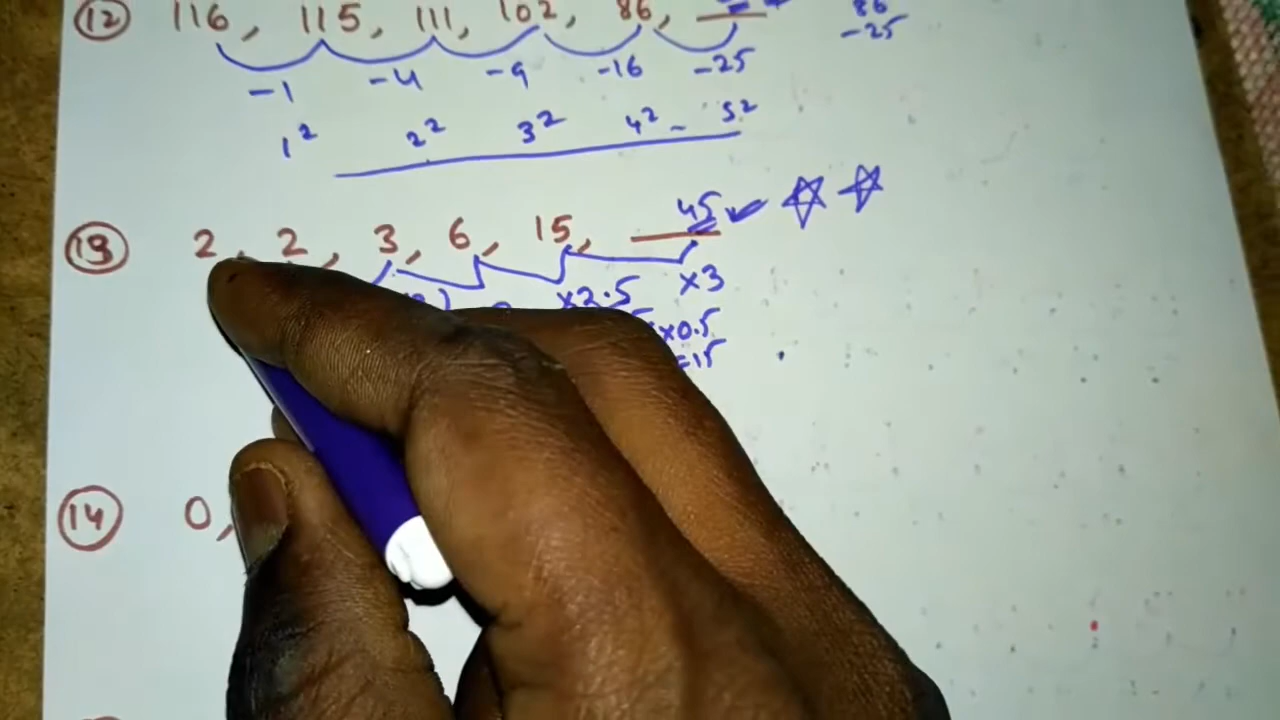 (12) 116, 115, 111, 102, 86,
86
-25
-1 -4 -9 -16 -25
1² 2² 3² 4² - 5²
(13) 2, 2, 3, 6, 15, 45
×2.5 ×3
×0.5
=15
(14) 0,